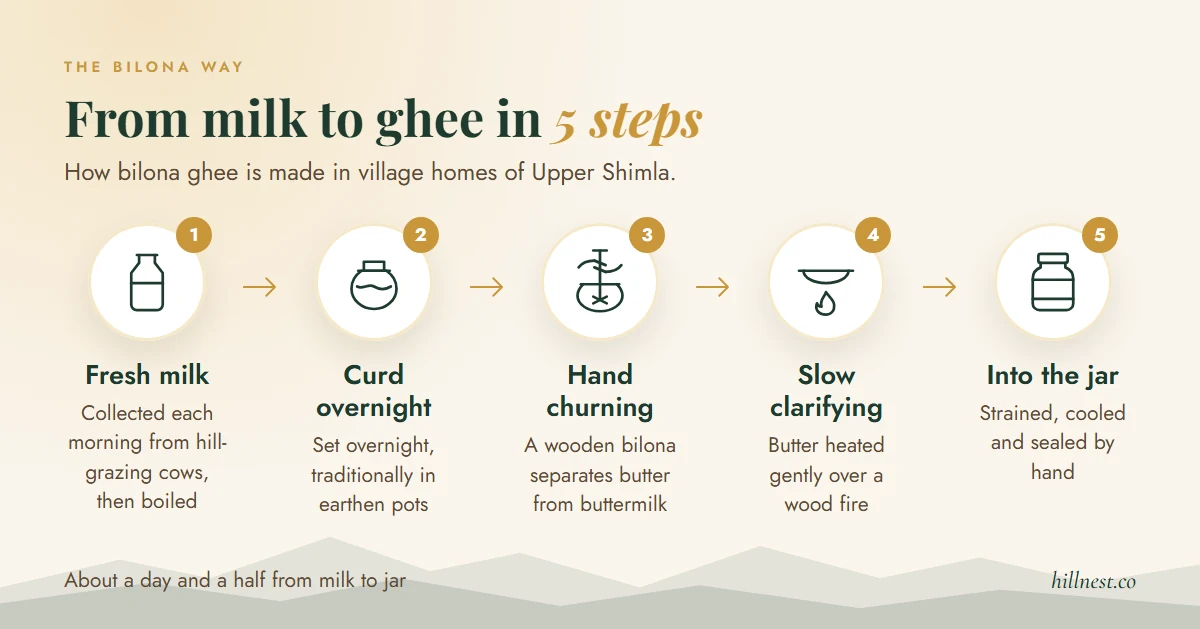 THE BILONA WAY
From milk to ghee in 5 steps
How bilona ghee is made in village homes of Upper Shimla.
1
Fresh milk
Collected each
morning from hill-
grazing cows,
then boiled
2
Curd
overnight
Set overnight,
traditionally in
earthen pots
3
Hand
churning
A wooden bilona
separates butter
from buttermilk
4
Slow
clarifying
Butter heated
gently over a
wood fire
5
Into the jar
Strained, cooled
and sealed by
hand
About a day and a half from milk to jar
hillnest.co